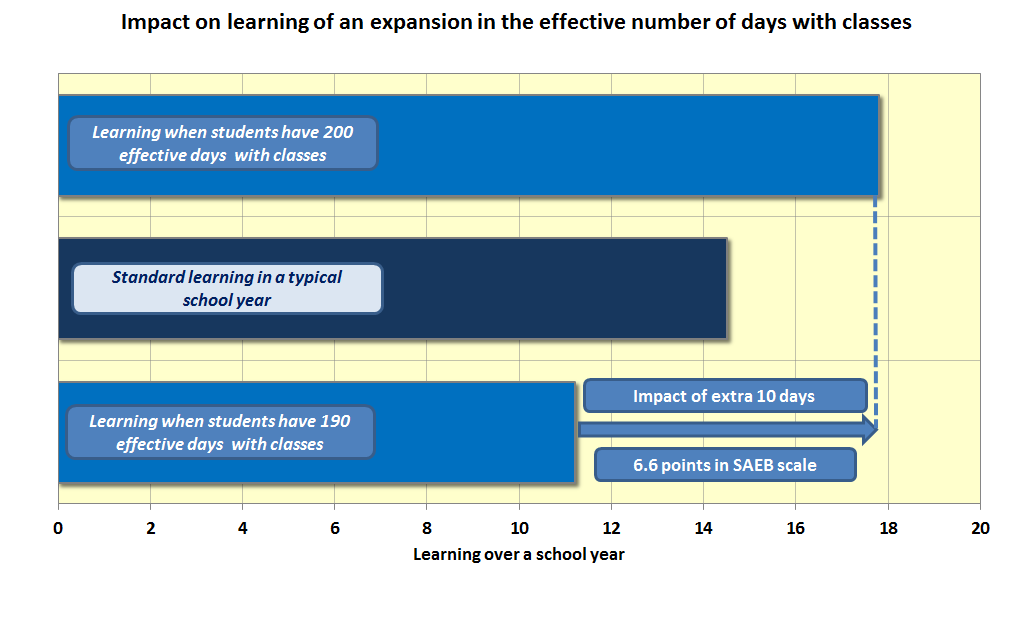 Impact on learning of an expansion in the effective number of days with classes
Learning when students have 200
effective days with classes
Standard learning in a typical
school year
Learning when students have 190
effective days with classes
Impact of extra 10 days
6.6 points in SAEB scale
0 2 4 6 8 10 12 14 16 18 20
Learning over a school year